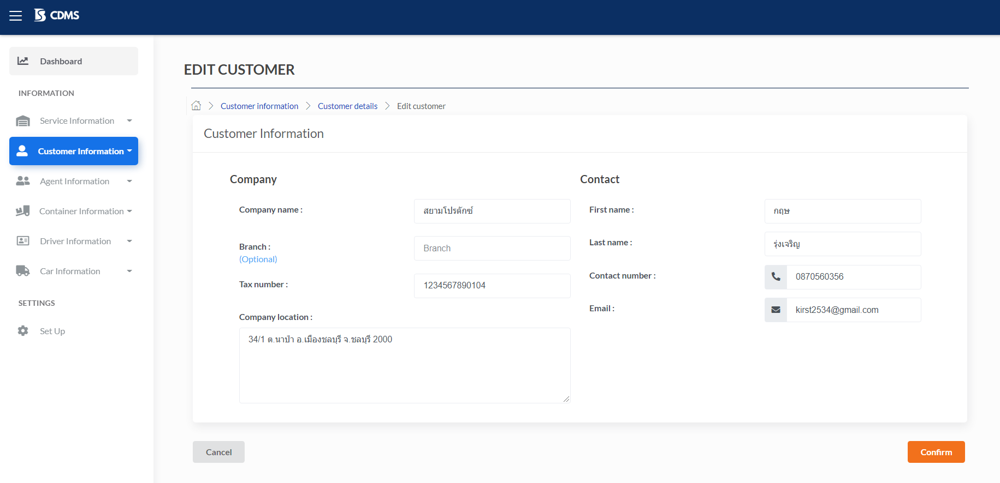 CDMS
Dashboard
INFORMATION
Service Information
Customer Information
Agent Information
Container Information
Driver Information
Car Information
SETTINGS
Set Up
EDIT CUSTOMER
Customer information
Customer details
Edit customer
Customer Information
Company
Company name :
สยามโปรดักซ์
Branch :
(Optional)
Branch
Tax number :
1234567890104
Company location :
34/1 ต.นาป่า อ.เมืองชลบุรี จ.ชลบุรี 2000
Contact
First name :
กฤษ
Last name :
รุ่งเจริญ
Contact number :
0870560356
Email :
kirst2534@gmail.com
Cancel
Confirm